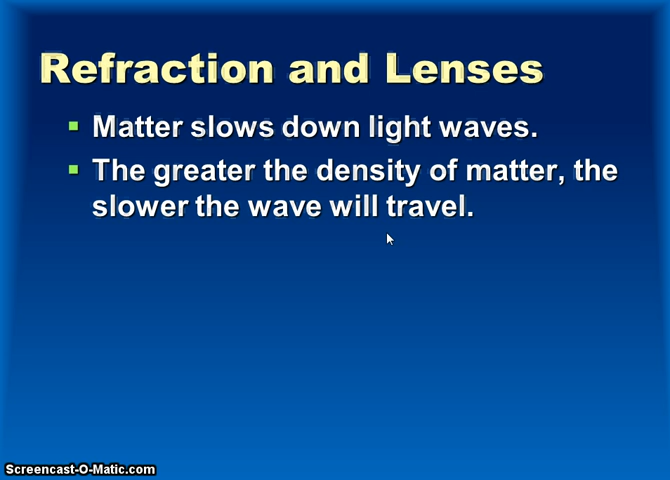 Refraction and Lenses
Matter slows down light waves.
The greater the density of matter, the
slower the wave will travel.
Screencast-O-Matic.com